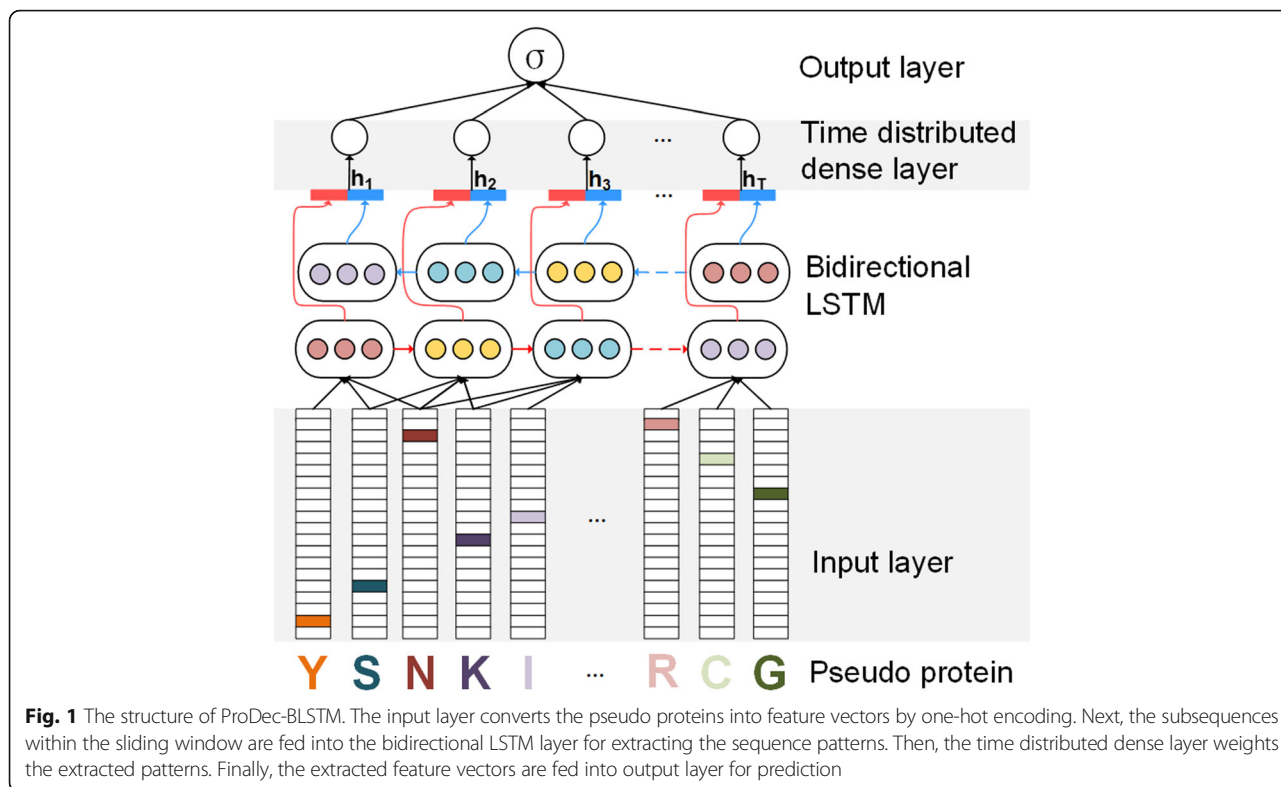 σ
Output layer
Time distributed
dense layer
...
h1 h2 h3 hT
...
Bidirectional
LSTM
...
Input layer
Y S N K I ... R C G Pseudo protein
Fig. 1 The structure of ProDec-BLSTM. The input layer converts the pseudo proteins into feature vectors by one-hot encoding. Next, the subsequences
within the sliding window are fed into the bidirectional LSTM layer for extracting the sequence patterns. Then, the time distributed dense layer weights
the extracted patterns. Finally, the extracted feature vectors are fed into output layer for prediction